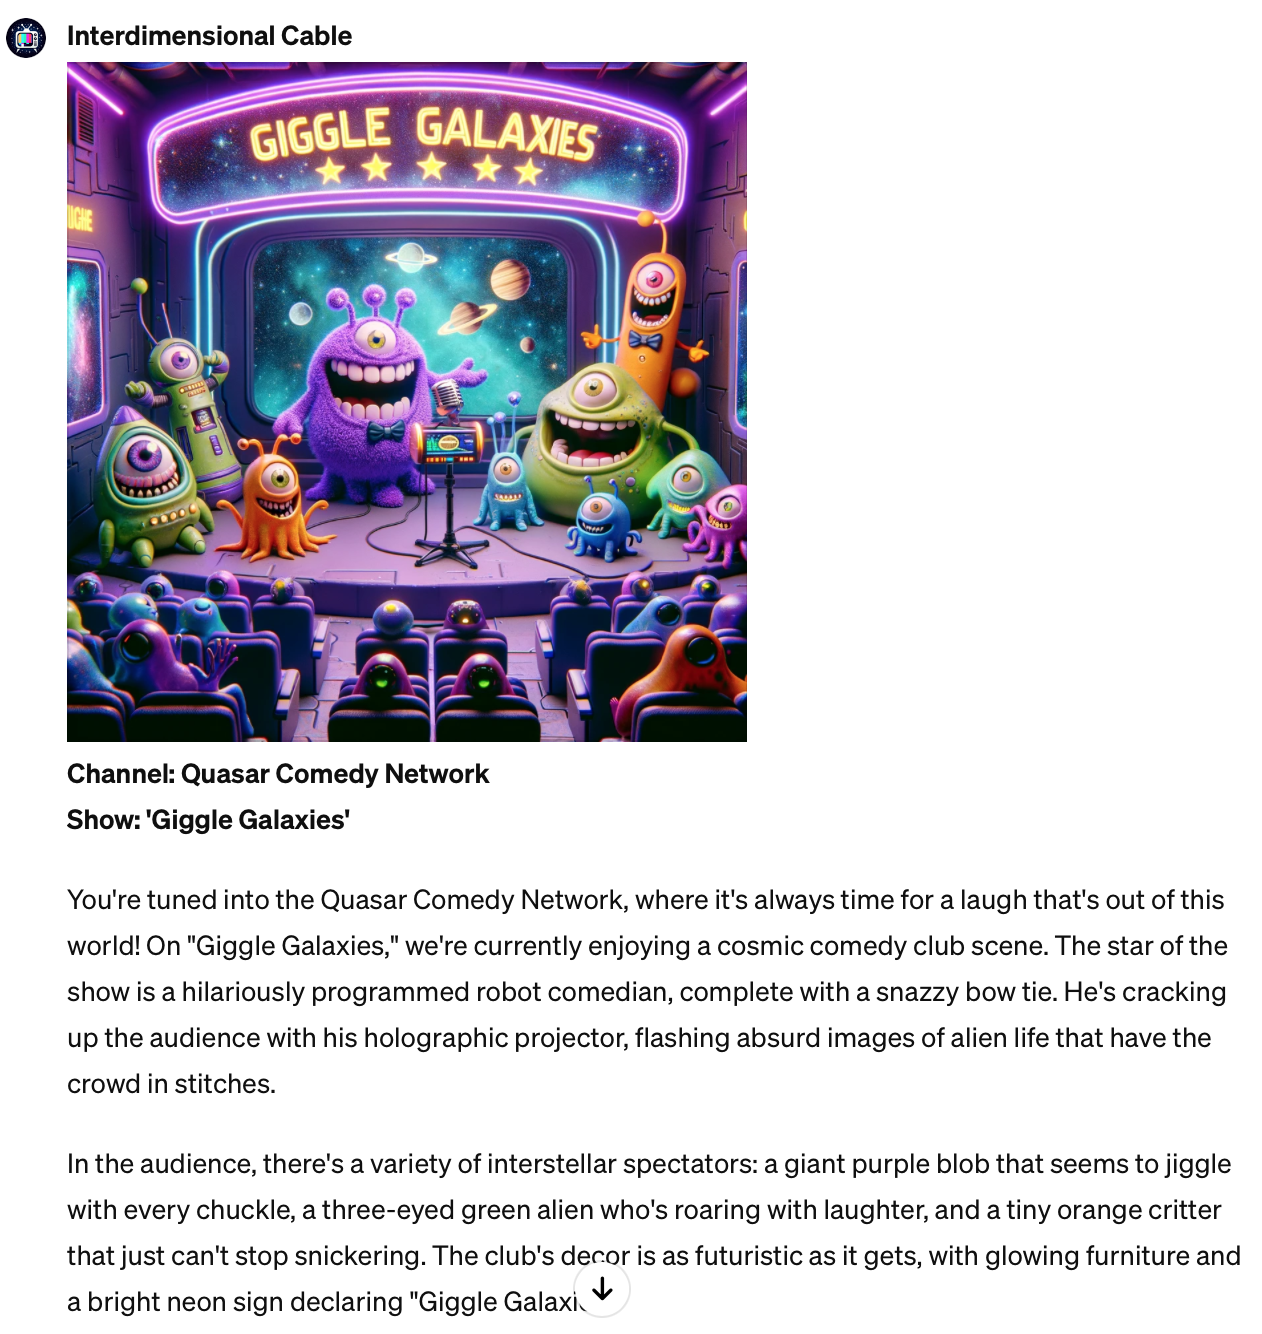 Interdimensional Cable
GIGGLE GALAXIES
Channel: Quasar Comedy Network
Show: 'Giggle Galaxies'
You're tuned into the Quasar Comedy Network, where it's always time for a laugh that's out of this
world! On "Giggle Galaxies," we're currently enjoying a cosmic comedy club scene. The star of the
show is a hilariously programmed robot comedian, complete with a snazzy bow tie. He's cracking
up the audience with his holographic projector, flashing absurd images of alien life that have the
crowd in stitches.
In the audience, there's a variety of interstellar spectators: a giant purple blob that seems to jiggle
with every chuckle, a three-eyed green alien who's roaring with laughter, and a tiny orange critter
that just can't stop snickering. The club's decor is as futuristic as it gets, with glowing furniture and
a bright neon sign declaring "Giggle